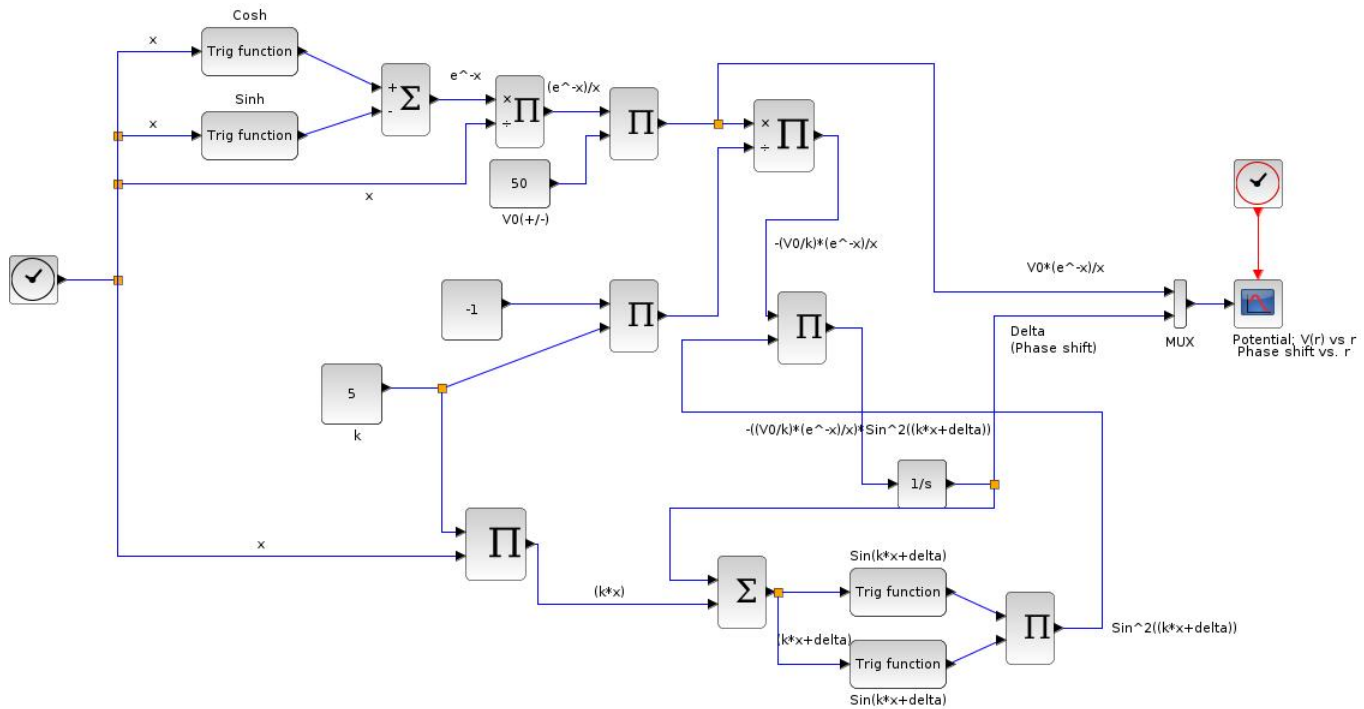 Cosh
x
Trig function
Sinh
x
Trig function
+
-
Σ
e^-x
×
÷
Π
(e^-x)/x
Π
50
V0(+/-)
x
×
÷
Π
-(V0/k)*(e^-x)/x
V0*(e^-x)/x
-1
Π
Π
Delta
(Phase shift)
MUX
Potential; V(r) vs r
Phase shift vs. r
5
k
-((V0/k)*(e^-x)/x)*Sin^2((k*x+delta))
1/s
x
Π
(k*x)
Σ
Sin(k*x+delta)
Trig function
(k*x+delta)
Trig function
Sin(k*x+delta)
Π
Sin^2((k*x+delta))